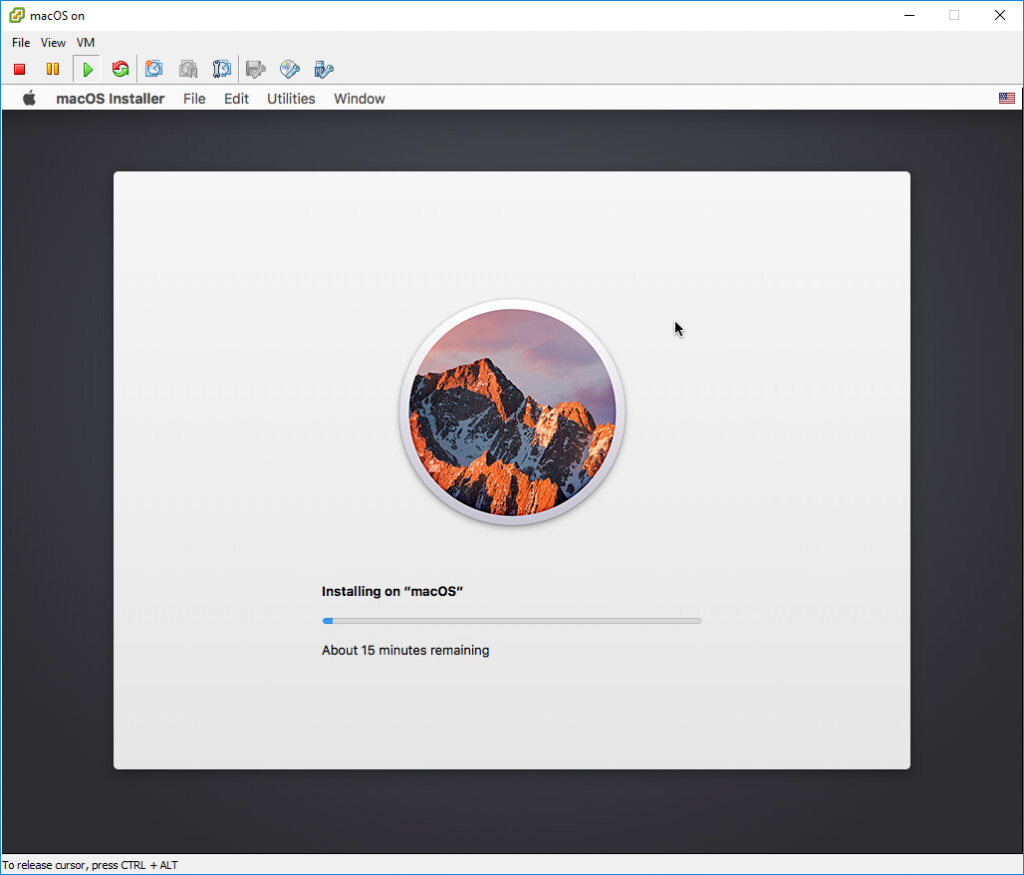 macOS on
File View VM
macOS Installer File Edit Utilities Window
Installing on “macOS”
About 15 minutes remaining
To release cursor, press CTRL + ALT